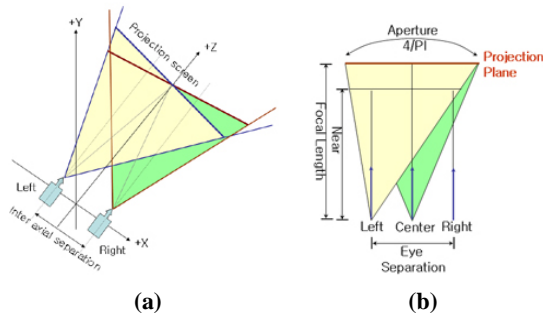 +Y
Projection screen
+Z
Left
Inter axial separation
Right
+X
(a)
Aperture
4/PI
Projection
Plane
Focal Length
Near
Left
Center
Right
Eye
Separation
(b)